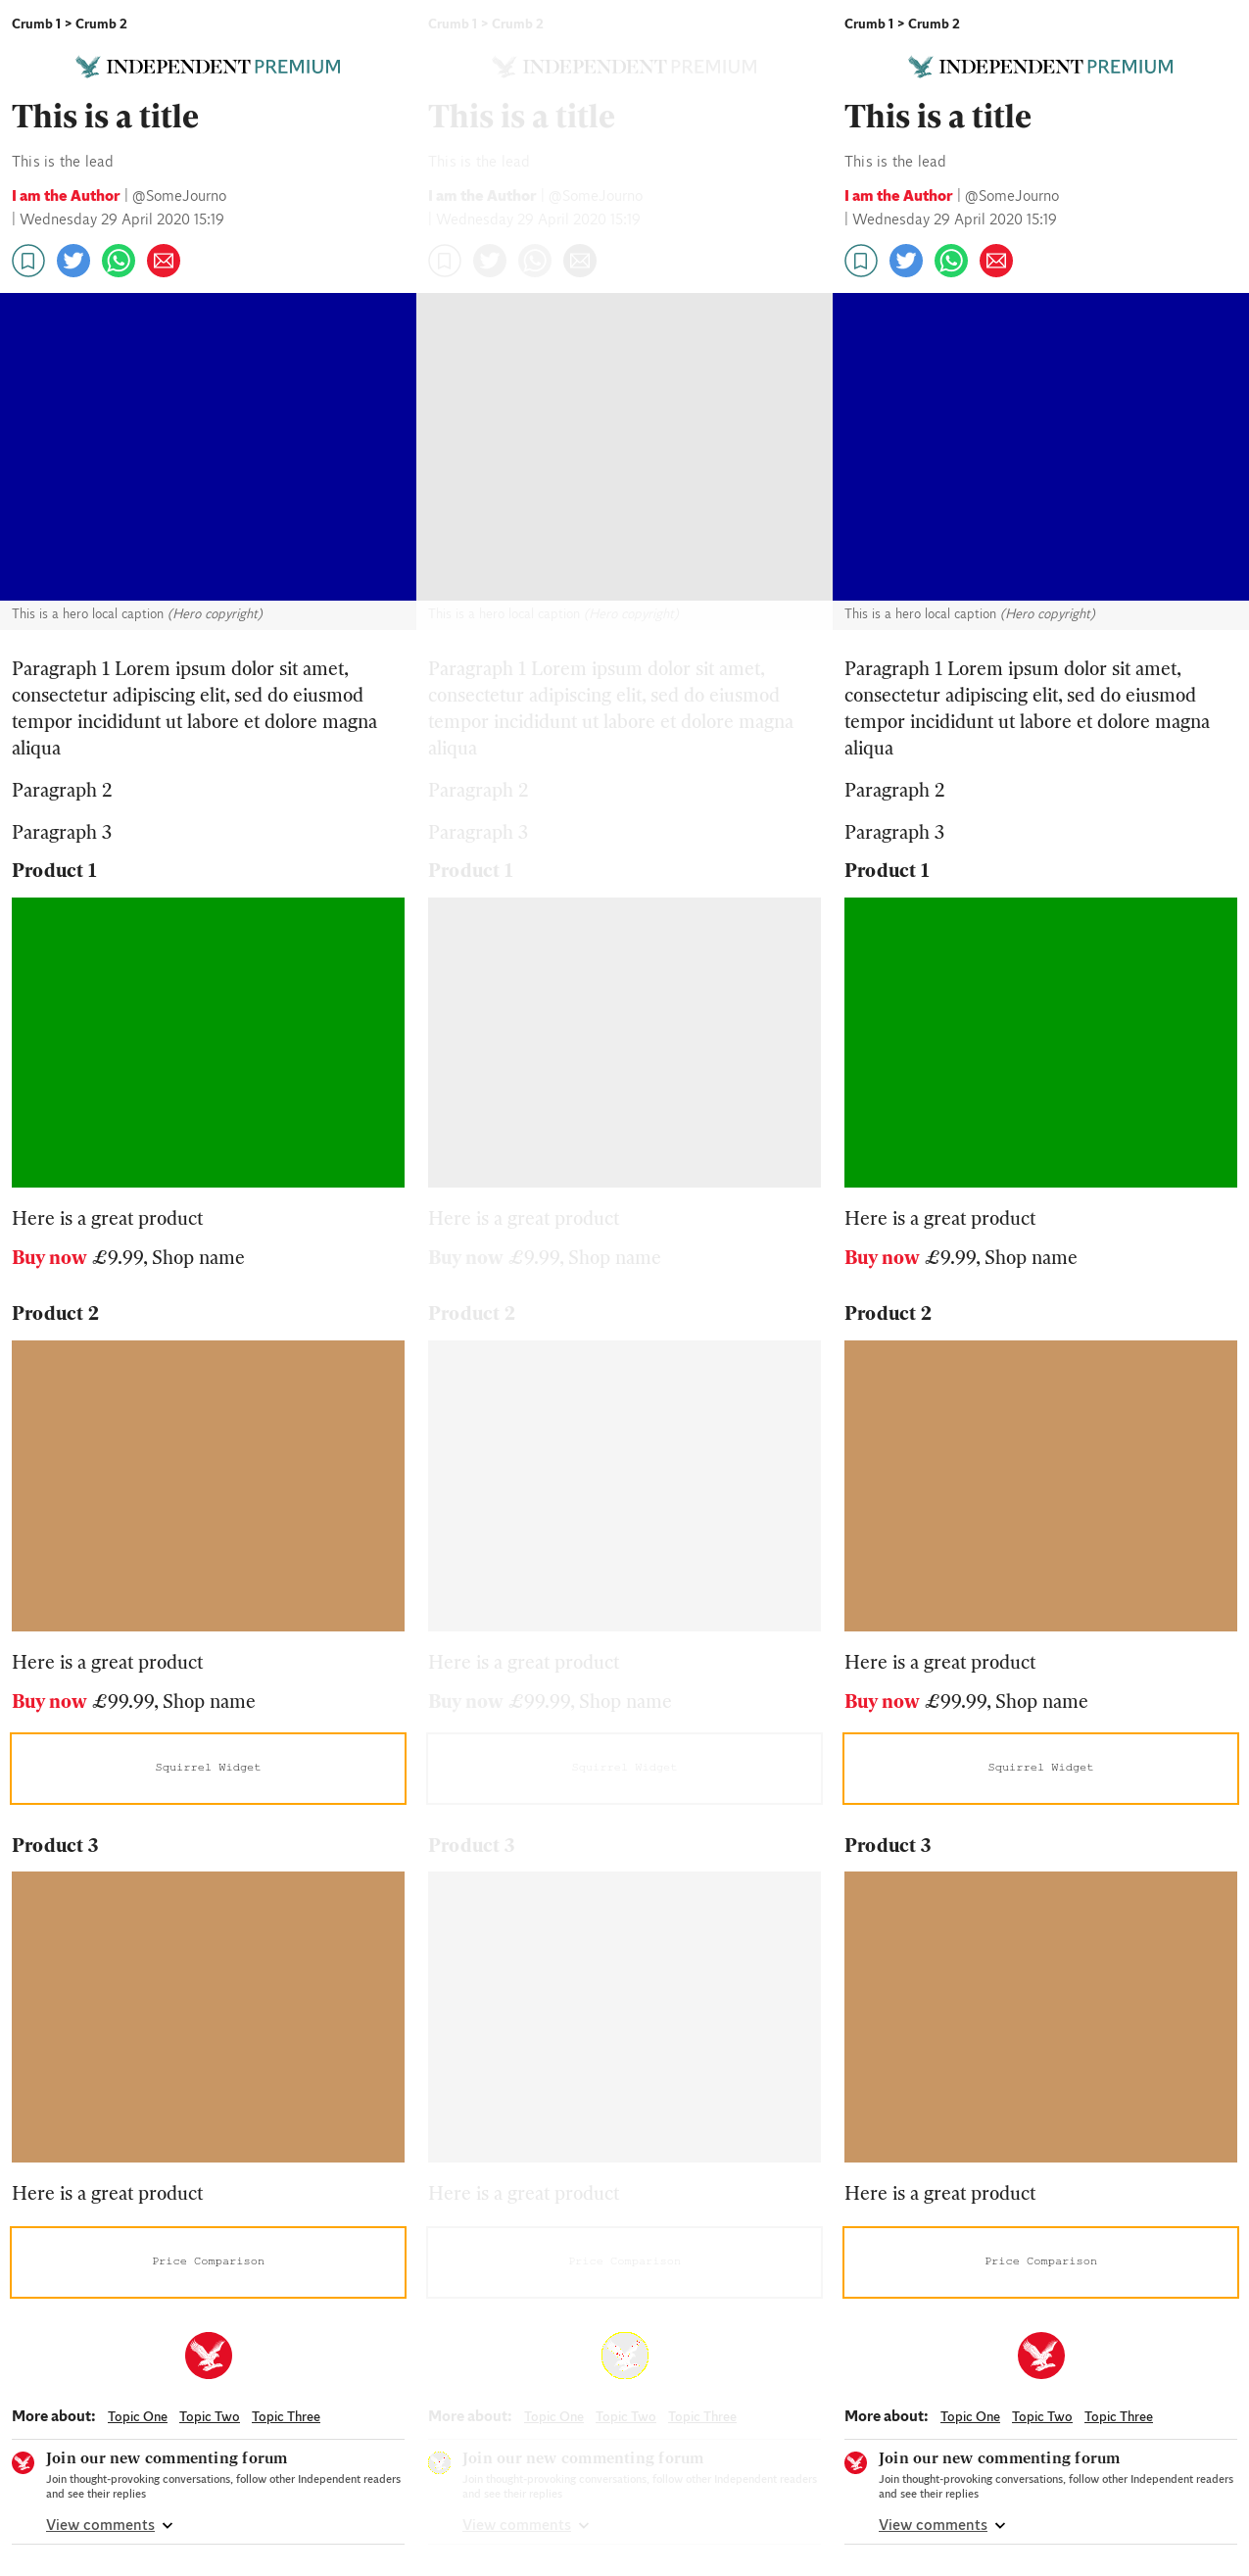 Crumb 1 > Crumb 2
INDEPENDENT PREMIUM
This is a title
This is the lead
I am the Author | @SomeJourno
| Wednesday 29 April 2020 15:19
This is a hero local caption (Hero copyright)
Paragraph 1 Lorem ipsum dolor sit amet,
consectetur adipiscing elit, sed do eiusmod
tempor incididunt ut labore et dolore magna
aliqua
Paragraph 2
Paragraph 3
Product 1
Here is a great product
Buy now £9.99, Shop name
Product 2
Here is a great product
Buy now £99.99, Shop name
Squirrel Widget
Product 3
Here is a great product
Price Comparison
More about: Topic One Topic Two Topic Three
Join our new commenting forum
Join thought-provoking conversations, follow other Independent readers
and see their replies
View comments
Crumb 1 > Crumb 2
INDEPENDENT PREMIUM
This is a title
This is the lead
I am the Author | @SomeJourno
| Wednesday 29 April 2020 15:19
This is a hero local caption (Hero copyright)
Paragraph 1 Lorem ipsum dolor sit amet,
consectetur adipiscing elit, sed do eiusmod
tempor incididunt ut labore et dolore magna
aliqua
Paragraph 2
Paragraph 3
Product 1
Here is a great product
Buy now £9.99, Shop name
Product 2
Here is a great product
Buy now £99.99, Shop name
Squirrel Widget
Product 3
Here is a great product
Price Comparison
More about: Topic One Topic Two Topic Three
Join our new commenting forum
Join thought-provoking conversations, follow other Independent readers
and see their replies
View comments
Crumb 1 > Crumb 2
INDEPENDENT PREMIUM
This is a title
This is the lead
I am the Author | @SomeJourno
| Wednesday 29 April 2020 15:19
This is a hero local caption (Hero copyright)
Paragraph 1 Lorem ipsum dolor sit amet,
consectetur adipiscing elit, sed do eiusmod
tempor incididunt ut labore et dolore magna
aliqua
Paragraph 2
Paragraph 3
Product 1
Here is a great product
Buy now £9.99, Shop name
Product 2
Here is a great product
Buy now £99.99, Shop name
Squirrel Widget
Product 3
Here is a great product
Price Comparison
More about: Topic One Topic Two Topic Three
Join our new commenting forum
Join thought-provoking conversations, follow other Independent readers
and see their replies
View comments